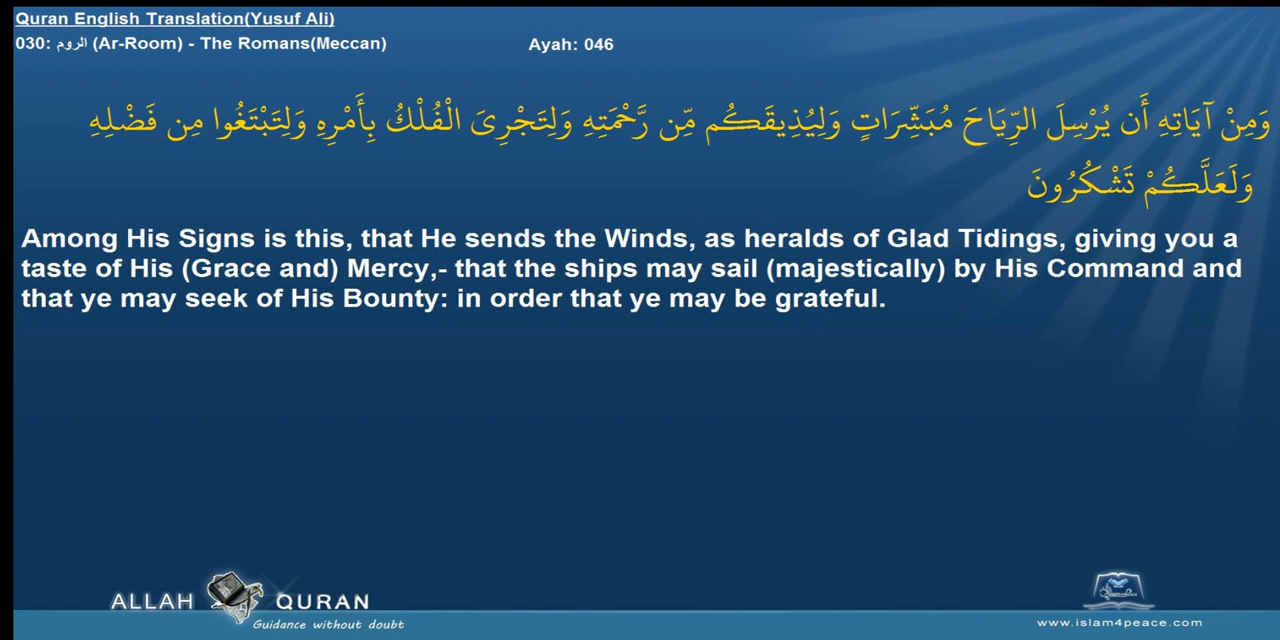 Quran English Translation(Yusuf Ali)
030: الروم (Ar-Room) - The Romans(Meccan) Ayah: 046
وَمِنْ آيَاتِهِ أَن يُرْسِلَ الرِّيَاحَ مُبَشِّرَاتٍ وَلِيُذِيقَكُم مِّن رَّحْمَتِهِ وَلِتَجْرِىَ الْفُلْكُ بِأَمْرِهِ وَلِتَبْتَغُوا مِن فَضْلِهِ
وَلَعَلَّكُمْ تَشْكُرُونَ
Among His Signs is this, that He sends the Winds, as heralds of Glad Tidings, giving you a
taste of His (Grace and) Mercy,- that the ships may sail (majestically) by His Command and
that ye may seek of His Bounty: in order that ye may be grateful.
ALLAH QURAN
Guidance without doubt
www.islam4peace.com